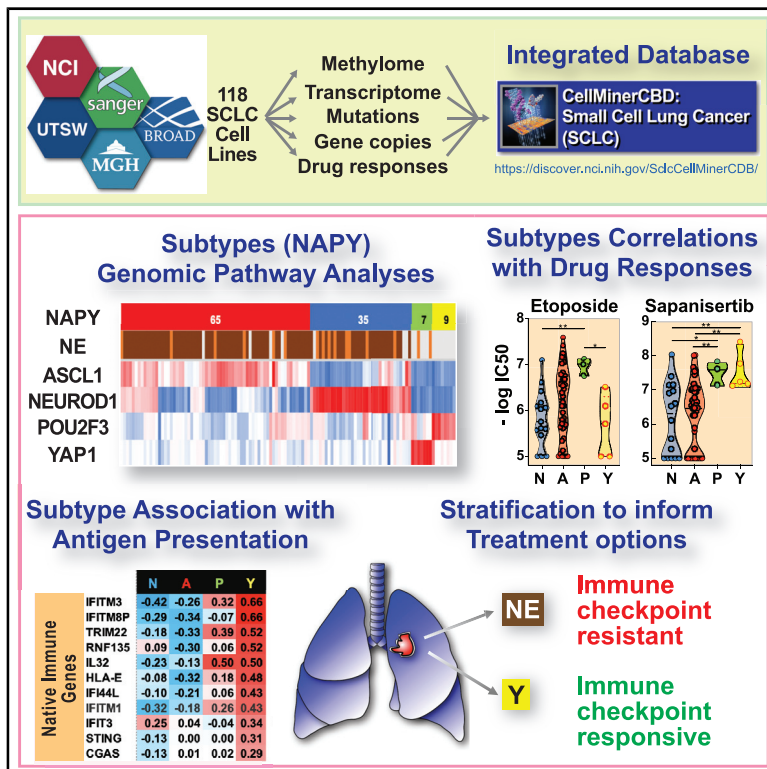 NCI
sanger
UTSW
BROAD
MGH
118
SCLC
Cell
Lines
Methylome
Transcriptome
Mutations
Gene copies
Drug responses
Integrated Database
CellMinerCBD:
Small Cell Lung Cancer
(SCLC)
https://discover.nci.nih.gov/SclcCellMinerCDB/
Subtypes (NAPY)
Genomic Pathway Analyses
NAPY 65 35 7 9
NE
ASCL1
NEUROD1
POU2F3
YAP1
Subtypes Correlations
with Drug Responses
Etoposide
- log IC50
8
7
6
5
**
*
N A P Y
Sapanisertib
9
8
7
6
5
**
**
*
**
N A P Y
Subtype Association with
Antigen Presentation
Native Immune
Genes
N A P Y
IFITM3 -0.42 -0.26 0.32 0.66
IFITM8P -0.29 -0.34 -0.07 0.66
TRIM22 -0.18 -0.33 0.39 0.52
RNF135 0.09 -0.30 0.06 0.52
IL32 -0.23 -0.13 0.50 0.50
HLA-E -0.08 -0.32 0.18 0.48
IFI44L -0.10 -0.21 0.06 0.43
IFITM1 -0.32 -0.18 0.26 0.43
IFIT3 0.25 0.04 -0.04 0.34
STING -0.13 0.00 0.00 0.31
CGAS -0.13 0.01 0.02 0.29
Stratification to inform
Treatment options
NE
Immune
checkpoint
resistant
Y
Immune
checkpoint
responsive